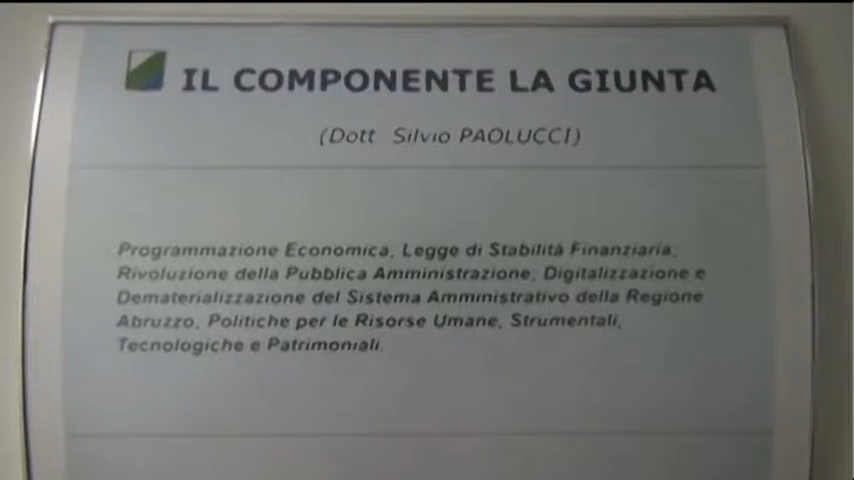 IL COMPONENTE LA GIUNTA
(Dott Silvio PAOLUCCI)
Programmazione Economica, Legge di Stabilità Finanziaria;
Rivoluzione della Pubblica Amministrazione; Digitalizzazione e
Dematerializzazione del Sistema Amministrativo della Regione
Abruzzo, Politiche per le Risorse Umane, Strumentali,
Tecnologiche e Patrimoniali.